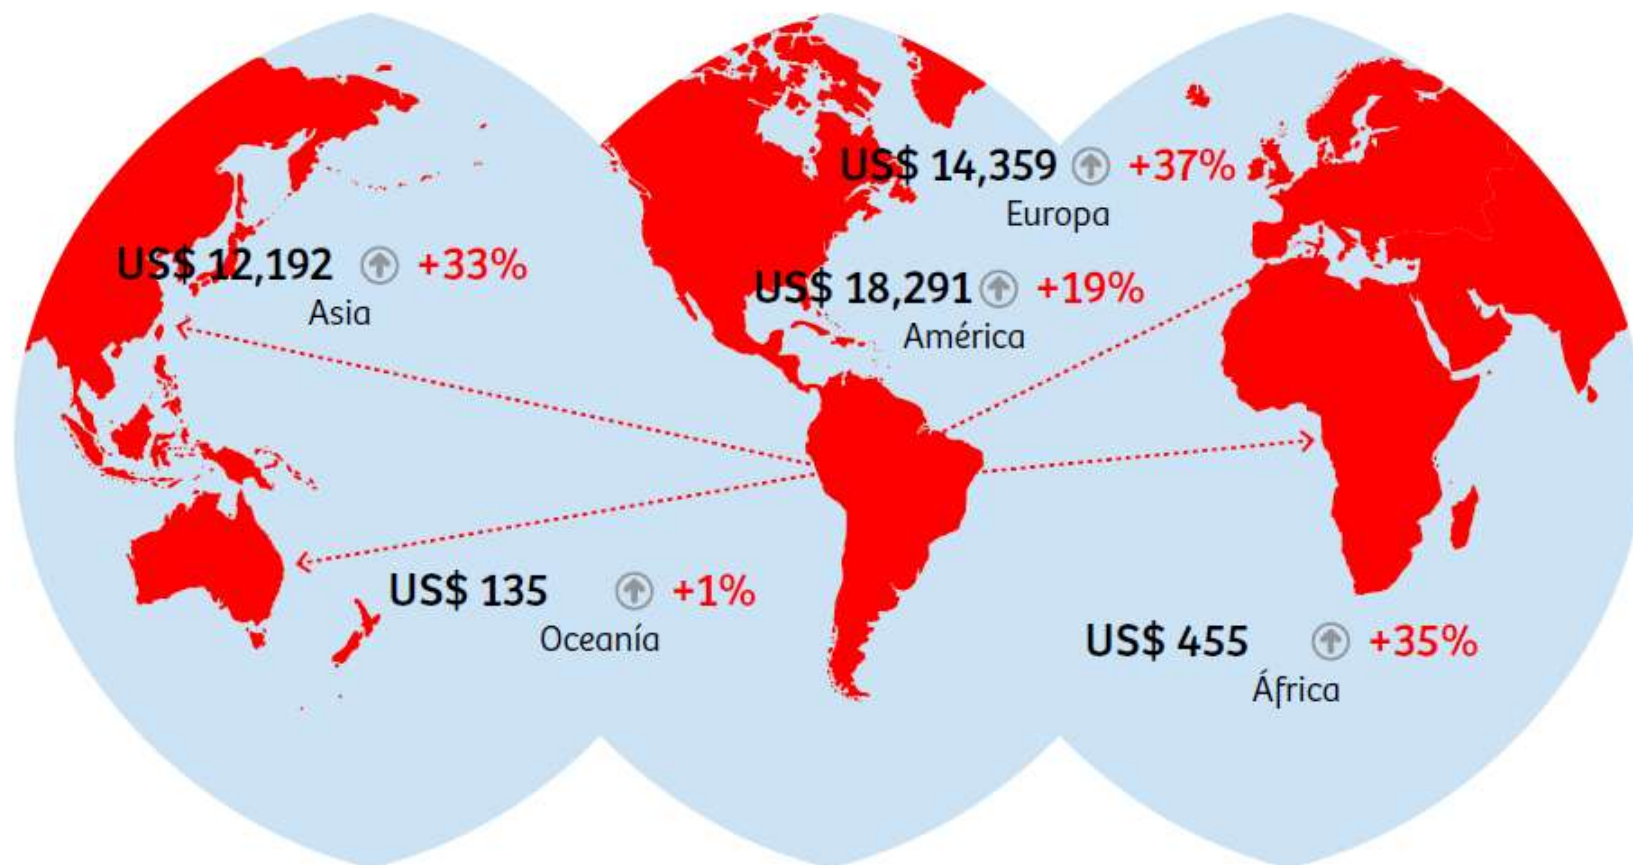 US$ 14,359 +37%
Europa
US$ 12,192 +33%
Asia
US$ 18,291 +19%
América
US$ 135 +1%
Oceanía
US$ 455 +35%
África